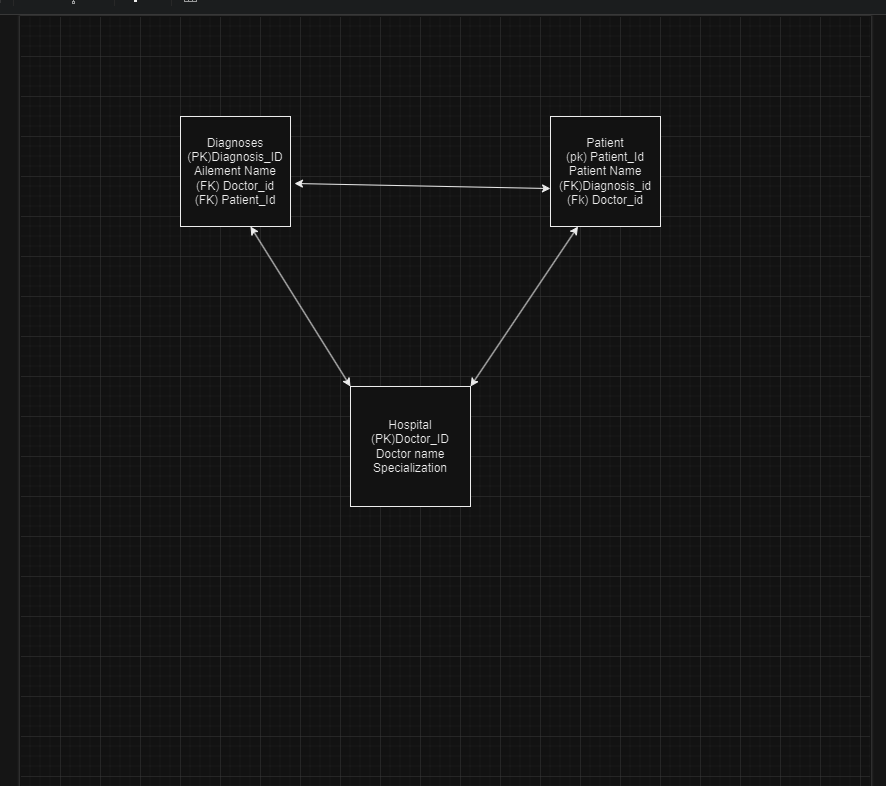 Diagnoses
(PK)Diagnosis_ID
Ailement Name
(FK) Doctor_id
(FK) Patient_Id
Patient
(pk) Patient_Id
Patient Name
(FK)Diagnosis_id
(Fk) Doctor_id
Hospital
(PK)Doctor_ID
Doctor name
Specialization